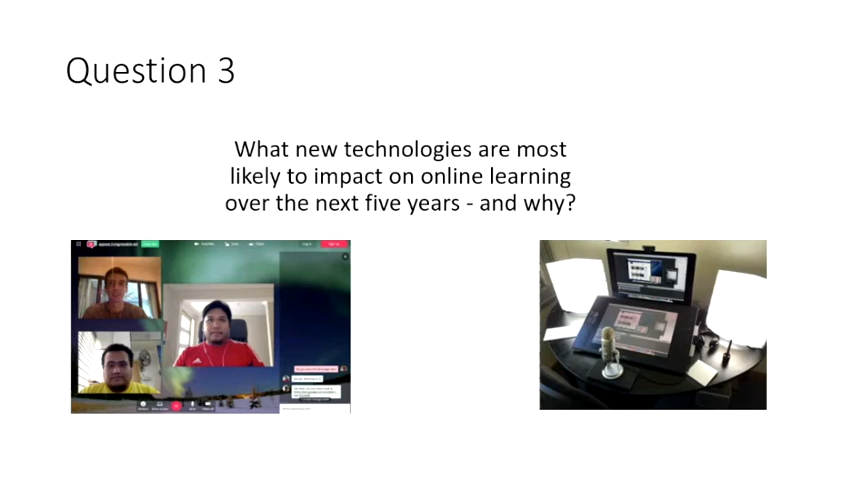 Question 3
What new technologies are most
likely to impact on online learning
over the next five years - and why?